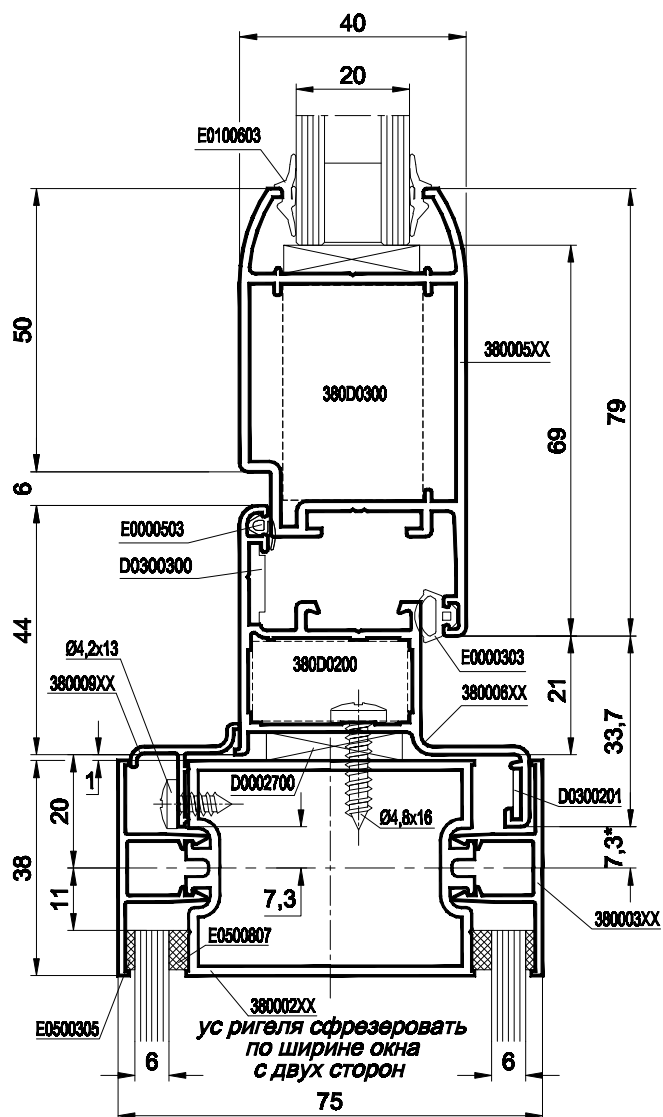 40
20
E0100603
50
380005XX
380D0300
79
69
6
E0000503
D0300300
44
Ø4,2x13
380D0200
E0000303
380009XX
380006XX
21
33,7
1
D0002700
D0300201
20
Ø4,8x16
38
7,3*
11
7,3
380003XX
E0500807
380002XX
E0500305
ус ригеля сфрезеровать
по ширине окна
с двух сторон
6
6
75